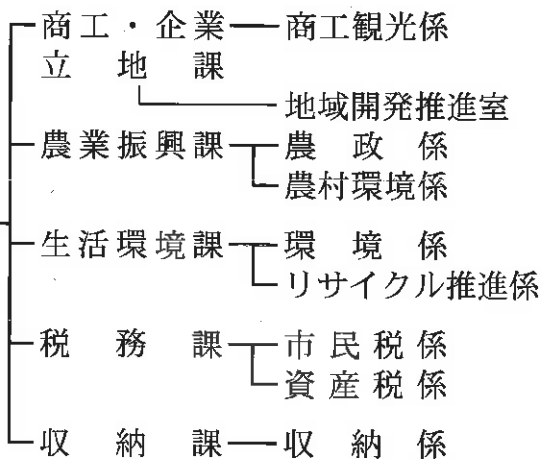 商工・企業 商工観光係
立地課
地域開発推進室
農業振興課 農政係
農村環境係
生活環境課 環境係
リサイクル推進係
税務課 市民税係
資産税係
収納課 収納係